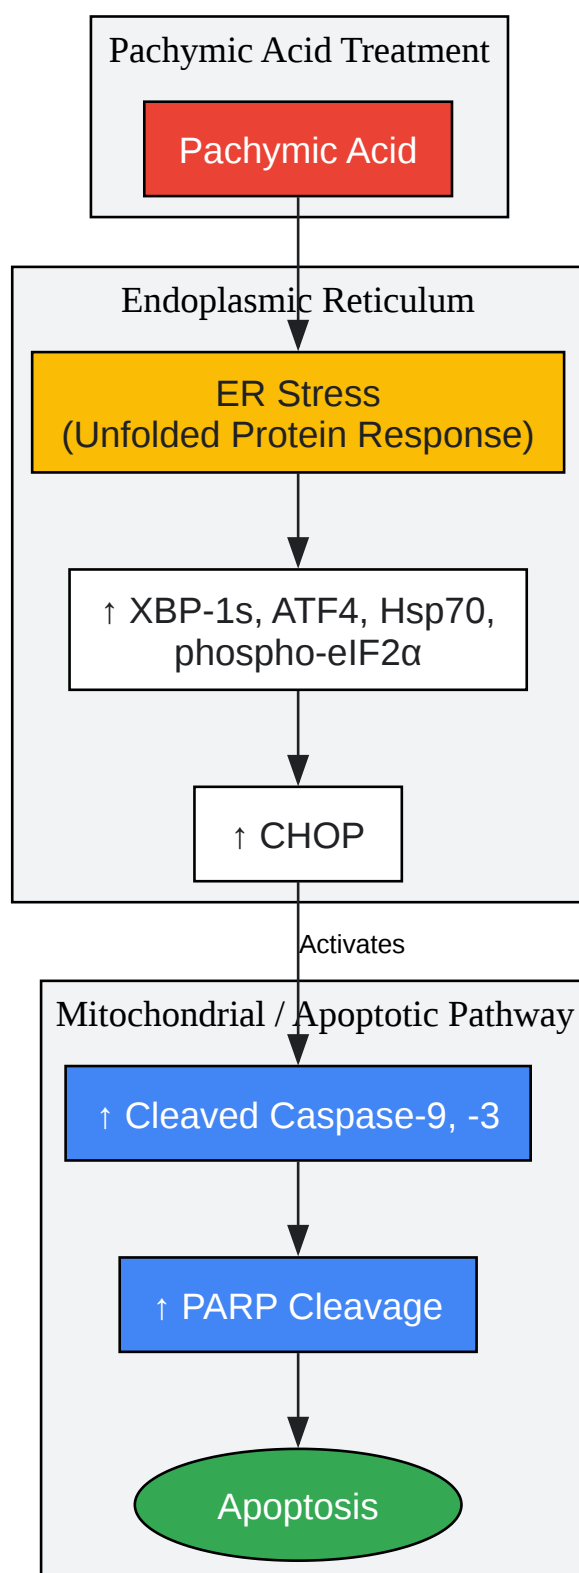 Pachymic Acid Treatment
Pachymic Acid
Endoplasmic Reticulum
ER Stress
(Unfolded Protein Response)
↑ XBP-1s, ATF4, Hsp70,
phospho-eIF2α
↑ CHOP
Activates
Mitochondrial / Apoptotic Pathway
↑ Cleaved Caspase-9, -3
↑ PARP Cleavage
Apoptosis